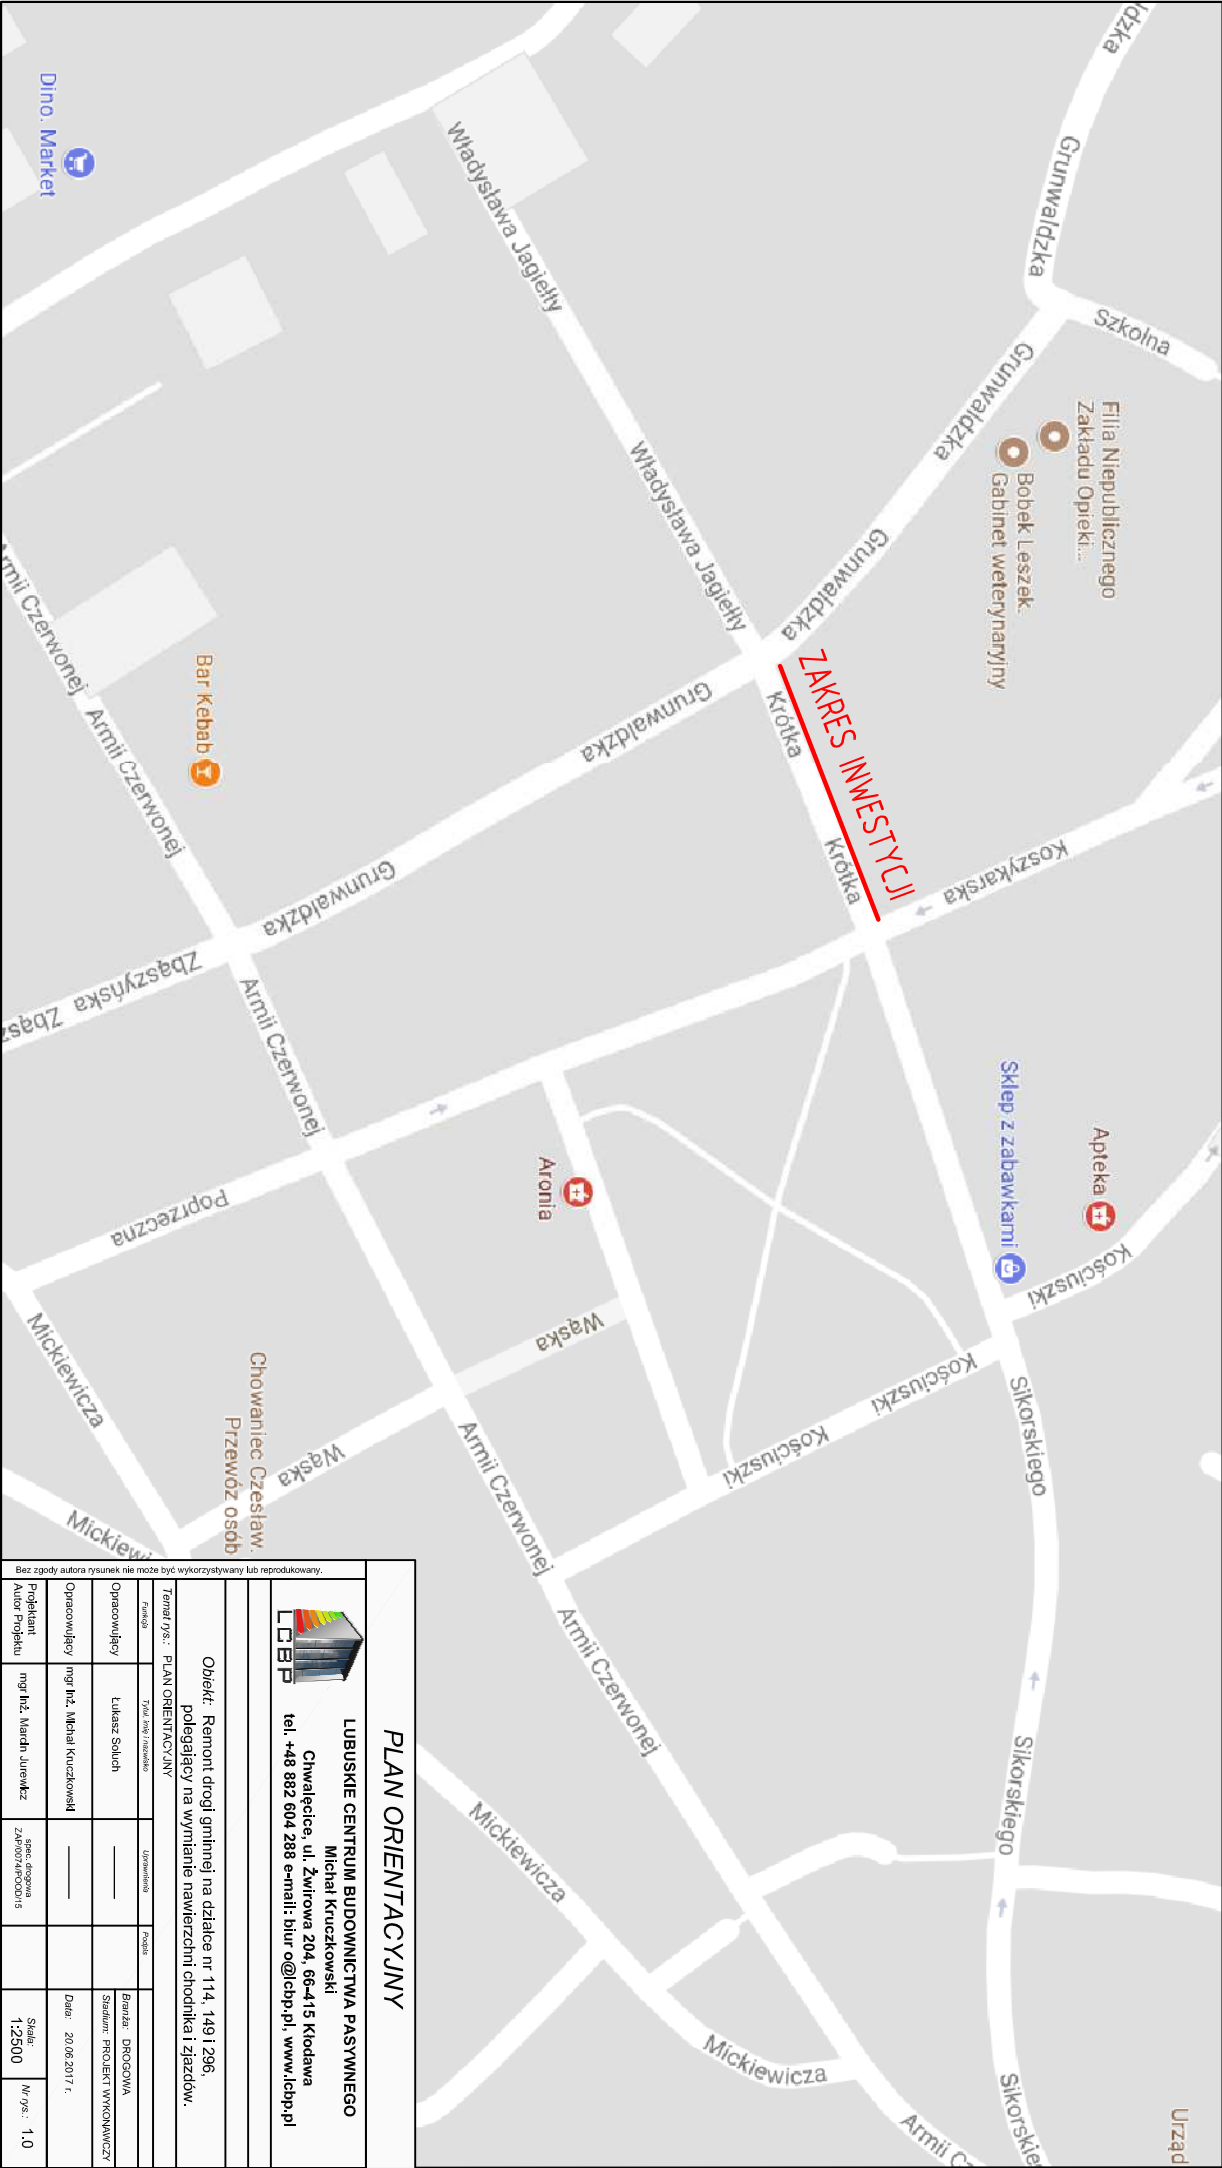 Grunwaldzka
Szkolna
Filia Niepublicznego
Zakładu Opieki...
Bobek Leszek.
Gabinet weterynaryjny
Grunwaldzka
Grunwaldzka
Koszykarska
Apteka
Sklep z zabawkami
Kościuszki
Sikorskiego
Sikorskiego
Urząd
ZAKRES INWESTYCJI
Krótka
Krótka
Władysława Jagiełły
Władysława Jagiełły
Grunwaldzka
Grunwaldzka
Kościuszki
Kościuszki
Aronia
Wąska
Wąska
Dino. Market
Bar Kebab
Armii Czerwonej
Armii Czerwonej
Armii Czerwonej
Armii Czerwonej
Zbąszyńska
Poprzeczna
Mickiewicza
Chowaniec Czesław.
Przewóz osób
Armii Czerwonej
Mickiewicza
Mickiewicza
PLAN ORIENTACYJNY
LCBP
LUBUSKIE CENTRUM BUDOWNICTWA PASYWNEGO
Michał Kruczkowski
Chwalęcice, ul. Żwirowa 204, 66-415 Kłodawa
tel. +48 882 604 288 e-mail: biur o@lcbp.pl, www.lcbp.pl
Obiekt: Remont drogi gminnej na działce nr 114, 149 i 296,
polegający na wymianie nawierzchni chodnika i zjazdów.
Temat rys.: PLAN ORIENTACYJNY
Funkcja Tytuł, imię i nazwisko Uprawnienia Podpis
Branża: DROGOWA
Opracowujący Łukasz Soluch
Stadium: PROJEKT WYKONAWCZY
Opracowujący mgr inż. Michał Kruczkowski
Data: 20.06.2017 r.
Projektant
Autor Projektu
mgr inż. Marcin Jurewicz
spec. drogowa
ZAP/0074/POOD/15
Skala:
1:2500
Nr rys.: 1.0
Bez zgody autora rysunek nie może być wykorzystywany lub reprodukowany.